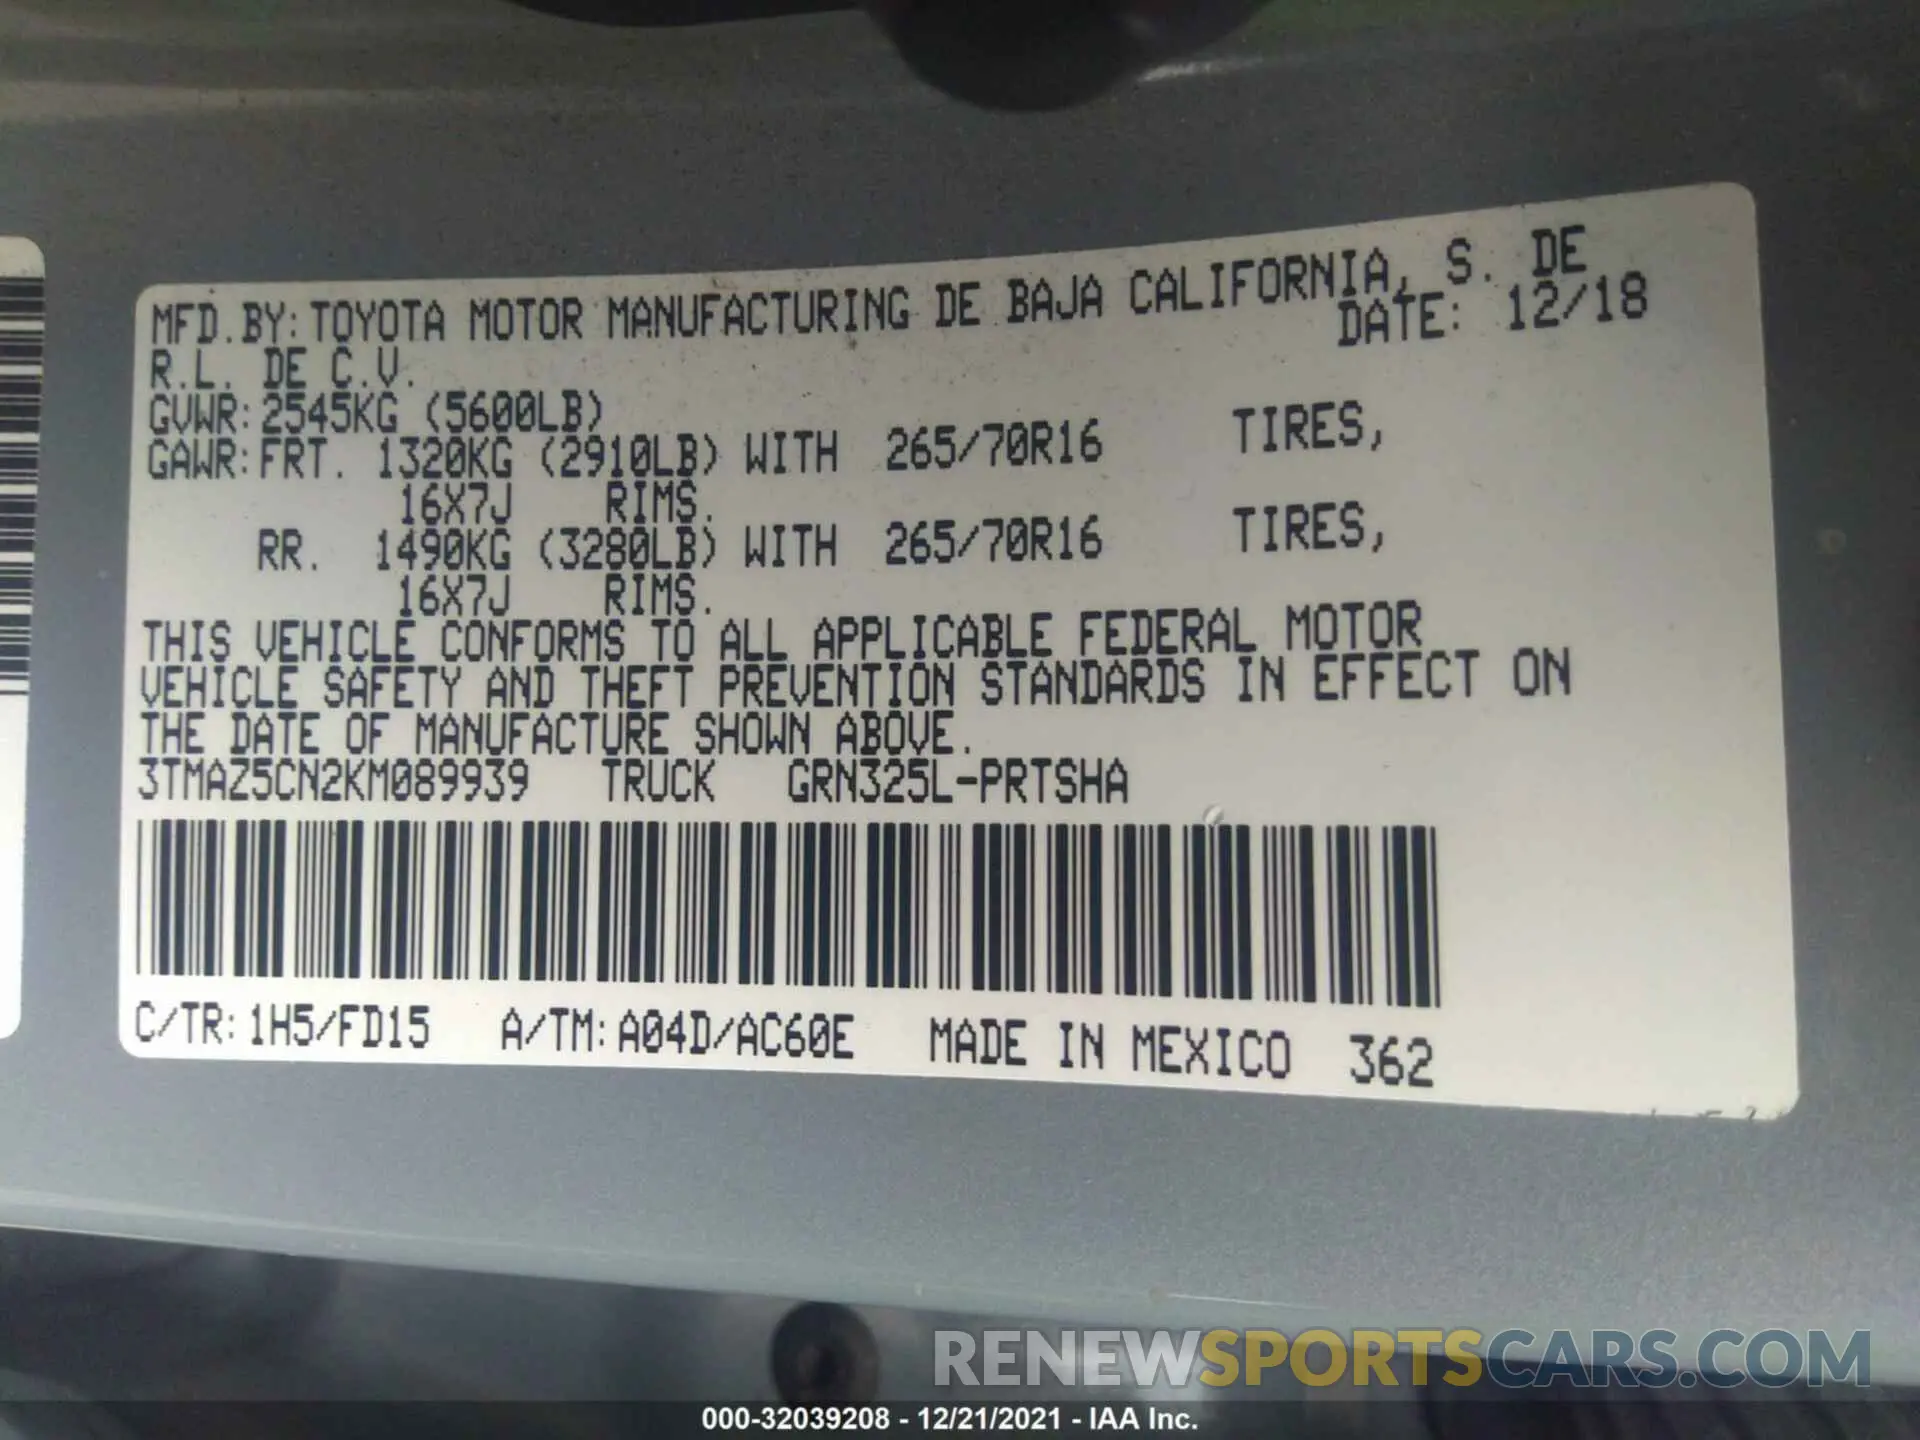 MFD.BY: TOYOTA MOTOR MANUFACTURING DE BAJA CALIFORNIA, S. DE
R.L. DE C.V. DATE: 12/18
GVWR: 2545KG (5600LB)
GAWR: FRT. 1320KG (2910LB) WITH 265/70R16 TIRES,
16X7J RIMS.
RR. 1490KG (3280LB) WITH 265/70R16 TIRES,
16X7J RIMS.
THIS VEHICLE CONFORMS TO ALL APPLICABLE FEDERAL MOTOR
VEHICLE SAFETY AND THEFT PREVENTION STANDARDS IN EFFECT ON
THE DATE OF MANUFACTURE SHOWN ABOVE.
3TMAZ5CN2KM089939 TRUCK GRN325L-PRTSHA
C/TR: 1H5/FD15 A/TM: A04D/AC60E MADE IN MEXICO 362
RENEWSPORTSCARS.COM
000-32039208 - 12/21/2021 - IAA Inc.